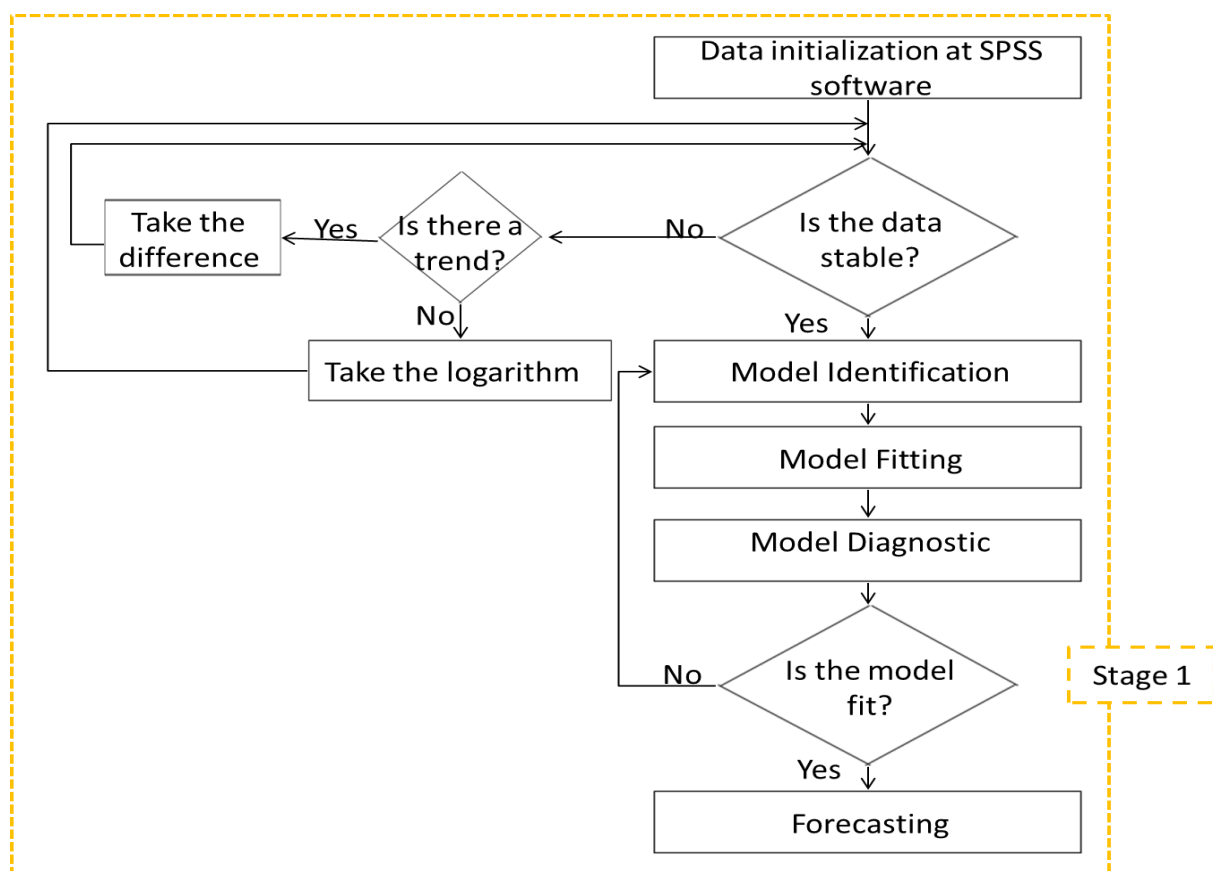 Data initialization at SPSS
software
Is the data
stable?
No
Is there a
trend?
Yes
Take the
difference
No
Take the logarithm
Yes
Model Identification
Model Fitting
Model Diagnostic
Is the model
fit?
No
Stage 1
Yes
Forecasting